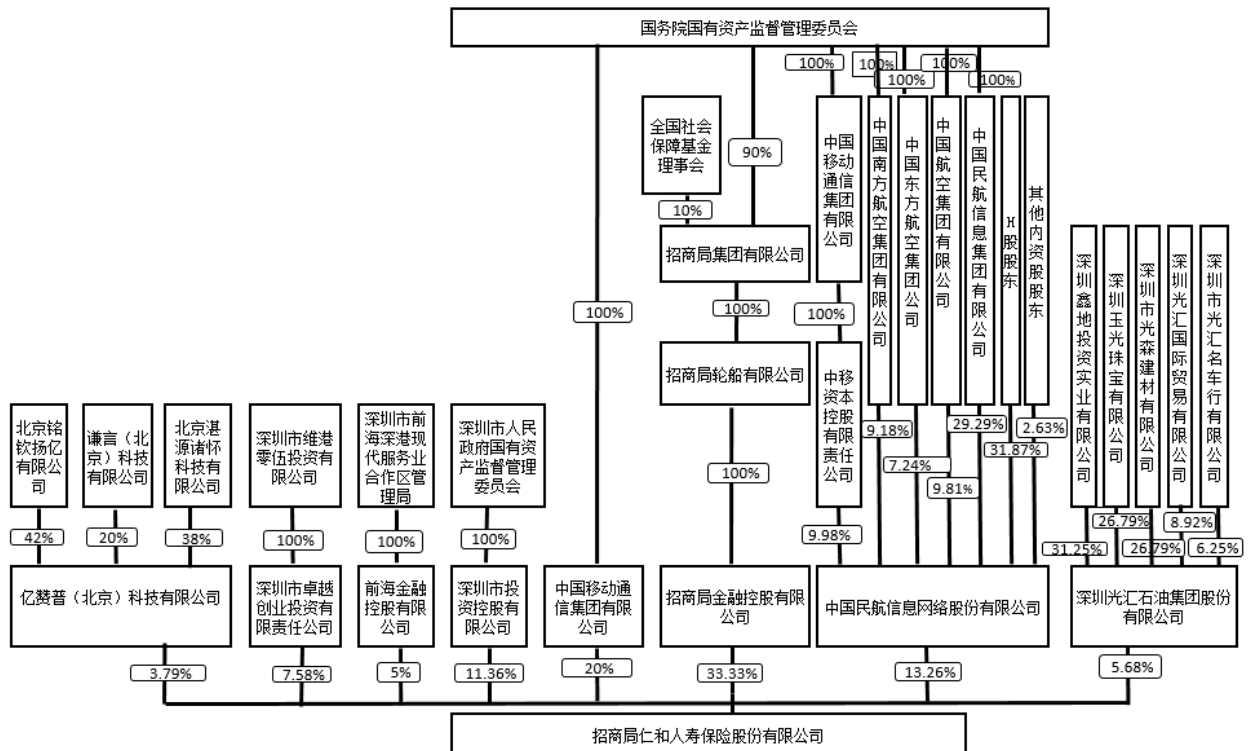 国务院国有资产监督管理委员会
100%
100%
100%
100%
100%
全国社会
保障基金
理事会
90%
10%
中国
移动
通信
集团
有限
公司
中国南方航空集团有限公司
中国东方航空集团公司
中国航空集团有限公司
中国民航信息集团有限公司
H股股东
其他内资股股东
招商局集团有限公司
100%
100%
100%
招商局轮船有限公司
中移
资本
控股
有限
责任
公司
深圳鑫地投资实业有限公司
深圳玉光珠宝有限公司
深圳市光森建材有限公司
深圳光汇国际贸易有限公司
深圳市光汇名车行有限公司
9.18%
7.24%
9.81%
29.29%
31.87%
2.63%
100%
9.98%
北京铭
钦扬亿
有限公
司
谦言（北
京）科技
有限公司
北京湛
源诸怀
科技有
限公司
深圳市维港
零伍投资有
限公司
深圳市前
海深港现
代服务业
合作区管
理局
深圳市人民
政府国有资
产监督管理
委员会
42%
20%
38%
100%
100%
100%
31.25%
26.79%
26.79%
8.92%
6.25%
亿赞普（北京）科技有限公司
深圳市卓越
创业投资有
限责任公司
前海金融
控股有限
公司
深圳市投
资控股有
限公司
中国移动通
信集团有限
公司
招商局金融控股有限
公司
中国民航信息网络股份有限公司
深圳光汇石油集团股份
有限公司
3.79%
7.58%
5%
11.36%
20%
33.33%
13.26%
5.68%
招商局仁和人寿保险股份有限公司